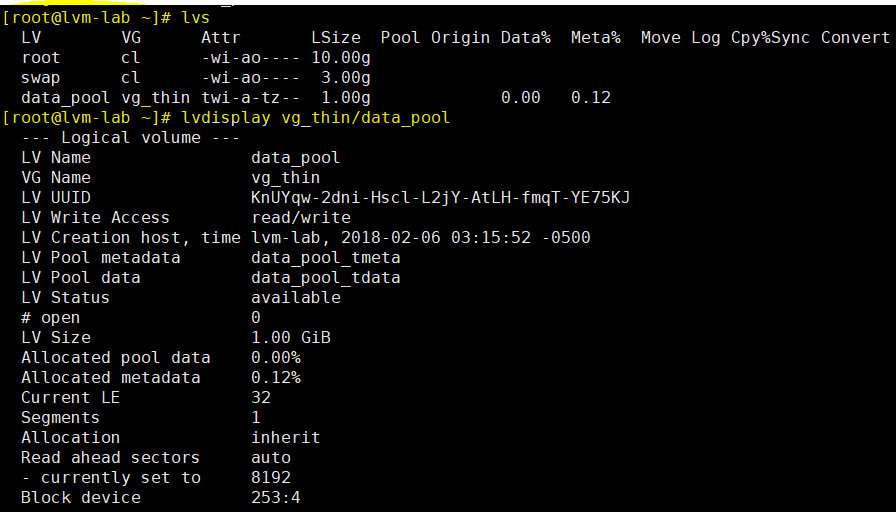 [root@lvm-lab ~]# lvs
  LV        VG      Attr       LSize  Pool Origin Data%  Meta%  Move Log Cpy%Sync Convert
  root      cl      -wi-ao---- 10.00g
  swap      cl      -wi-ao----  3.00g
  data_pool vg_thin twi-a-tz--  1.00g             0.00   0.12
[root@lvm-lab ~]# lvdisplay vg_thin/data_pool
  --- Logical volume ---
  LV Name                data_pool
  VG Name                vg_thin
  LV UUID                KnUYqw-2dni-Hscl-L2jY-AtLH-fmqT-YE75KJ
  LV Write Access        read/write
  LV Creation host, time lvm-lab, 2018-02-06 03:15:52 -0500
  LV Pool metadata       data_pool_tmeta
  LV Pool data           data_pool_tdata
  LV Status              available
  # open                 0
  LV Size                1.00 GiB
  Allocated pool data    0.00%
  Allocated metadata     0.12%
  Current LE             32
  Segments               1
  Allocation             inherit
  Read ahead sectors     auto
  - currently set to     8192
  Block device           253:4